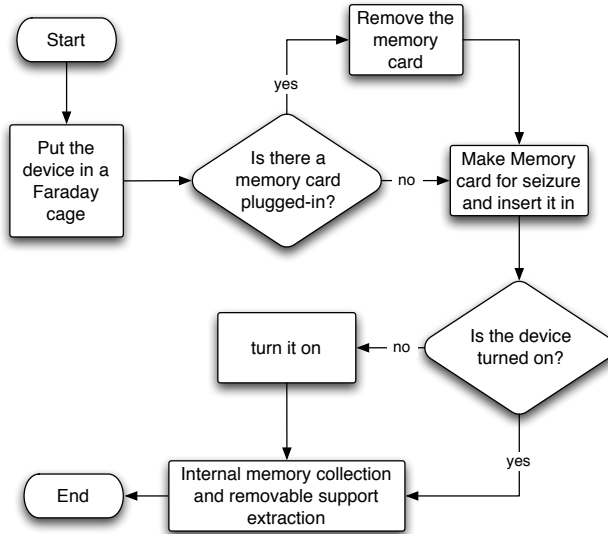 Start
Put the
device in a
Faraday
cage
Is there a
memory card
plugged-in?
yes
Remove the
memory
card
no
Make Memory
card for seizure
and insert it in
Is the device
turned on?
no
turn it on
yes
Internal memory collection
and removable support
extraction
End